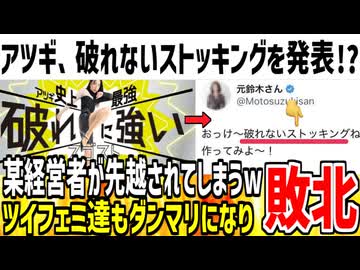 アツギ、破れないストッキングを発表!?
アツギ史上最強
破れに強い
元鈴木さん
@Motosuzukisan
おっけ〜破れないストッキングね
作ってみよ〜!
某経営者が先越されてしまうw
ツイフェミ達もダンマリになり
敗北